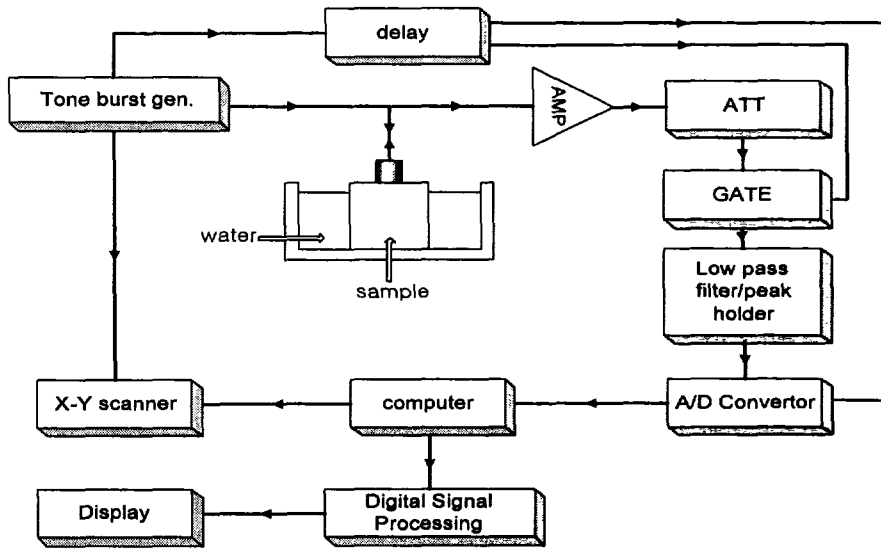 delay
Tone burst gen.
AMP
ATT
GATE
water
sample
Low pass
filter/peak
holder
X-Y scanner
computer
A/D Convertor
Display
Digital Signal
Processing